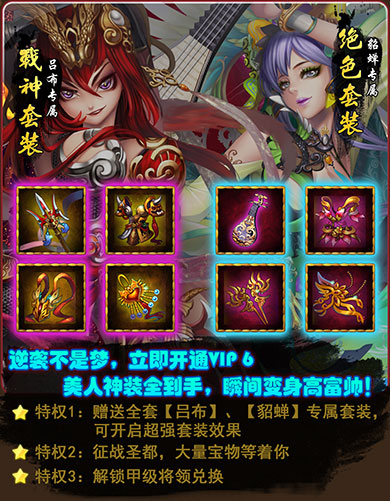 戰神套装
吕布专属
绝色套装
貂蝉专属
逆袭不是梦，立即开通VIP 6
美人神装全到手，瞬间变身高富帅！
特权1：赠送全套【吕布】、【貂蝉】专属套装，
可开启超强套装效果
特权2：征战圣都，大量宝物等着你
特权3：解锁甲级将领兑换